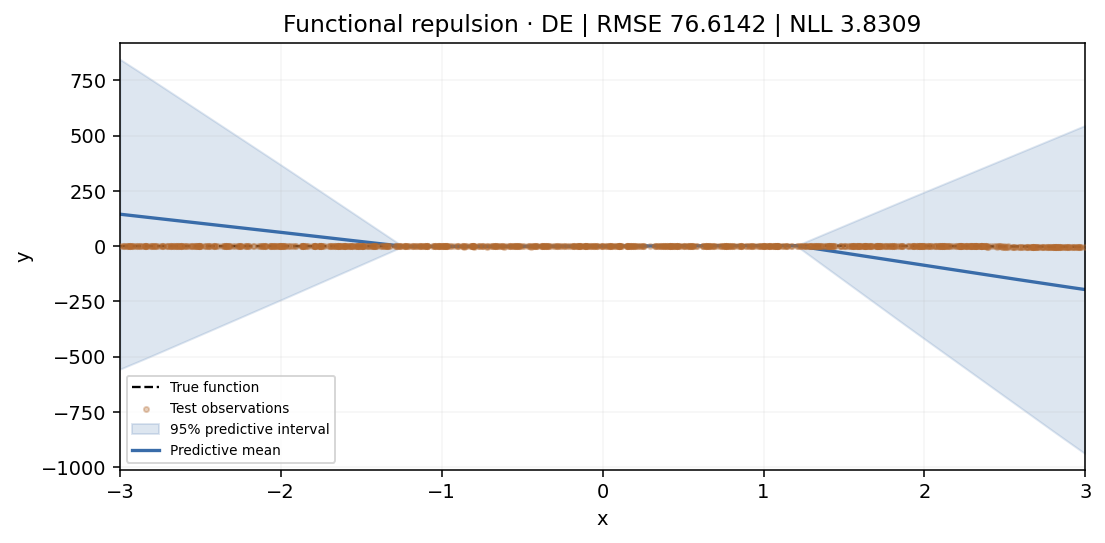 Functional repulsion · DE | RMSE 76.6142 | NLL 3.8309
750
500
250
0
−250
−500
−750
−1000
y
True function
Test observations
95% predictive interval
Predictive mean
−3 −2 −1 0 1 2 3
x